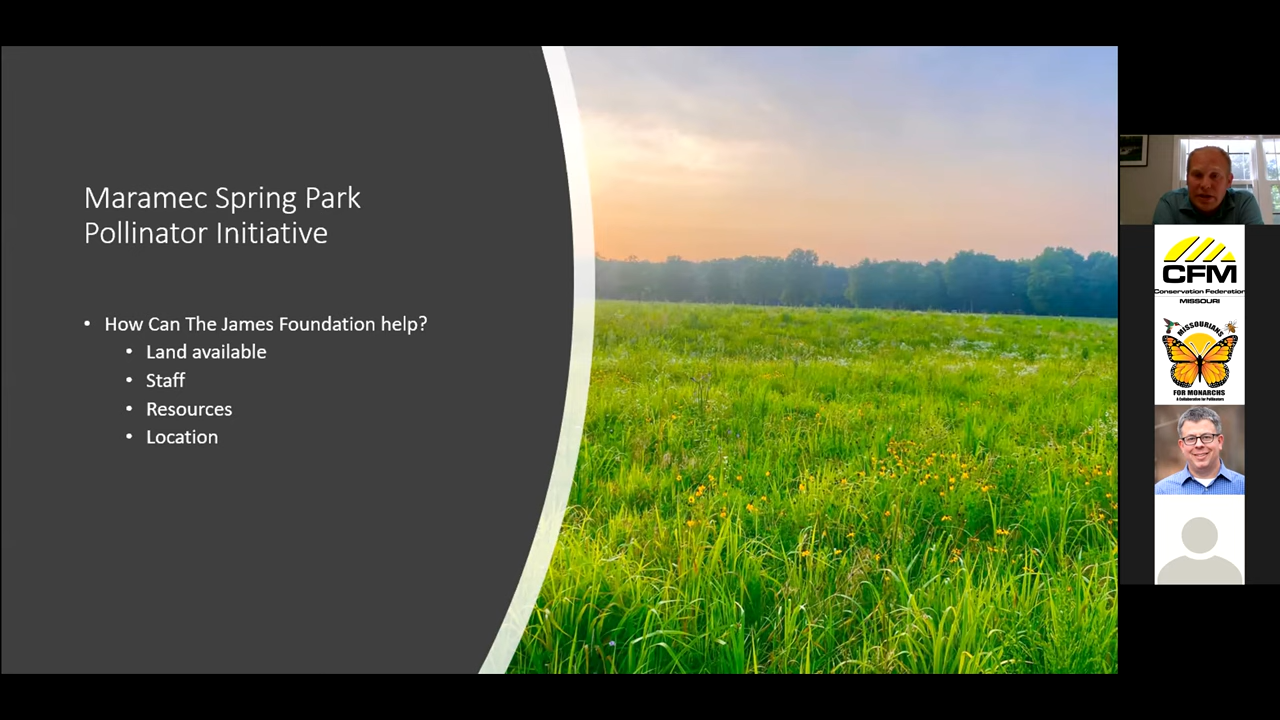 Maramec Spring Park
Pollinator Initiative
• How Can The James Foundation help?
• Land available
• Staff
• Resources
• Location
CFM
Conservation Federation
MISSOURI
MISSOURIANS
FOR MONARCHS
A Collaborative for Pollinators